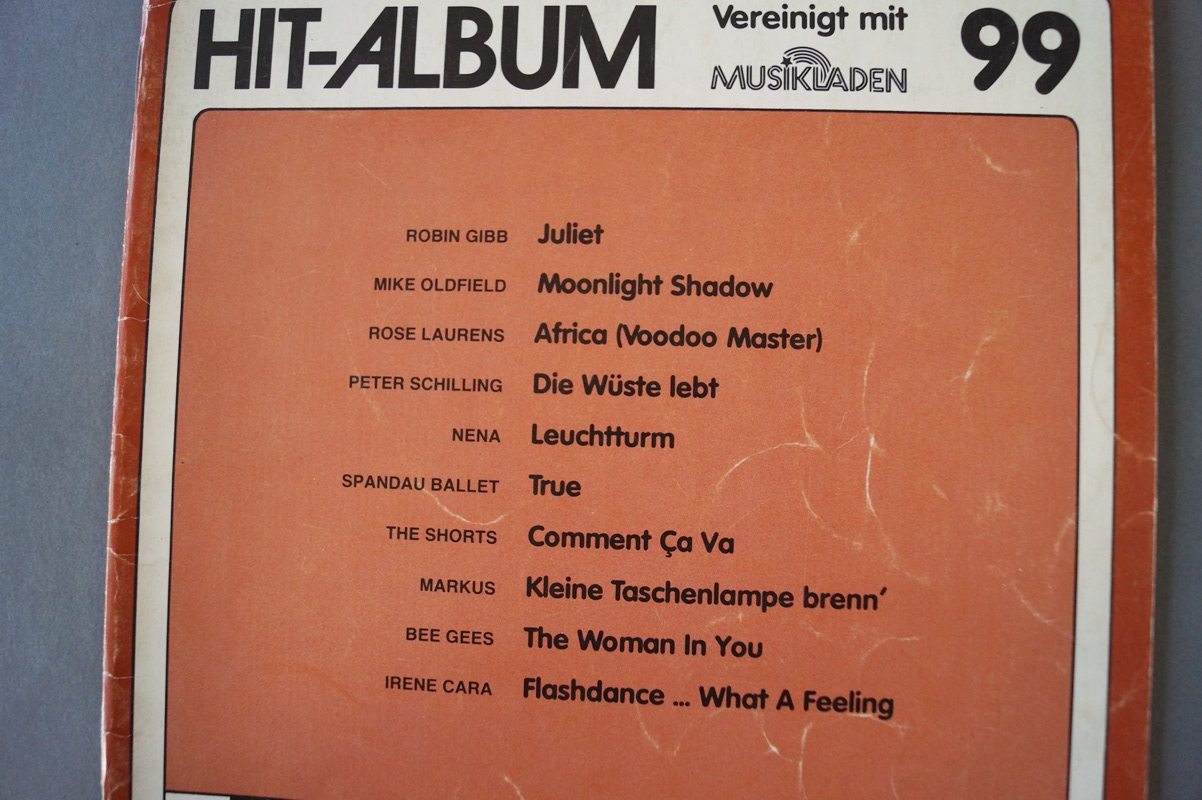 HIT-ALBUM Vereinigt mit MUSIKLADEN 99
ROBIN GIBB Juliet
MIKE OLDFIELD Moonlight Shadow
ROSE LAURENS Africa (Voodoo Master)
PETER SCHILLING Die Wüste lebt
NENA Leuchtturm
SPANDAU BALLET True
THE SHORTS Comment Ça Va
MARKUS Kleine Taschenlampe brenn’
BEE GEES The Woman In You
IRENE CARA Flashdance ... What A Feeling